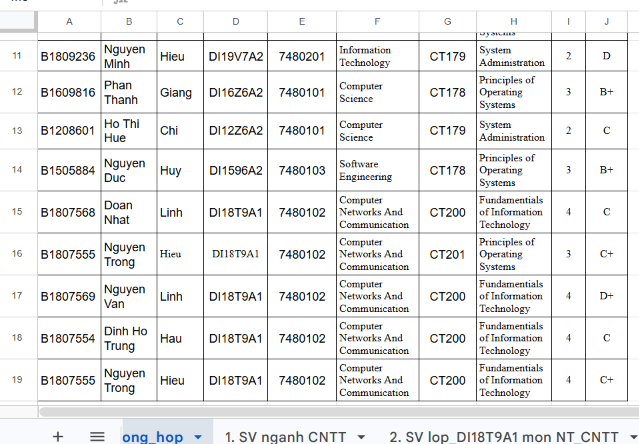 A B C D E F G H I J
11 B1809236 Nguyen Minh Hieu DI19V7A2 7480201 Information Technology CT179 System Administration 2 D
12 B1609816 Phan Thanh Giang DI16Z6A2 7480101 Computer Science CT178 Principles of Operating Systems 3 B+
13 B1208601 Ho Thi Hue Chi DI12Z6A2 7480101 Computer Science CT179 System Administration 2 C
14 B1505884 Nguyen Duc Huy DI1596A2 7480103 Software Engineering CT178 Principles of Operating Systems 3 B+
15 B1807568 Doan Nhat Linh DI18T9A1 7480102 Computer Networks And Communication CT200 Fundamentials of Information Technology 4 C
16 B1807555 Nguyen Trong Hieu DI18T9A1 7480102 Computer Networks And Communication CT201 Principles of Operating Systems 3 C+
17 B1807569 Nguyen Van Linh DI18T9A1 7480102 Computer Networks And Communication CT200 Fundamentials of Information Technology 4 D+
18 B1807554 Dinh Ho Trung Hau DI18T9A1 7480102 Computer Networks And Communication CT200 Fundamentials of Information Technology 4 C
19 B1807555 Nguyen Trong Hieu DI18T9A1 7480102 Computer Networks And Communication CT200 Fundamentials of Information Technology 4 C+
ong_hop 1. SV nganh CNTT 2. SV lop_DI18T9A1 mon NT_CNTT